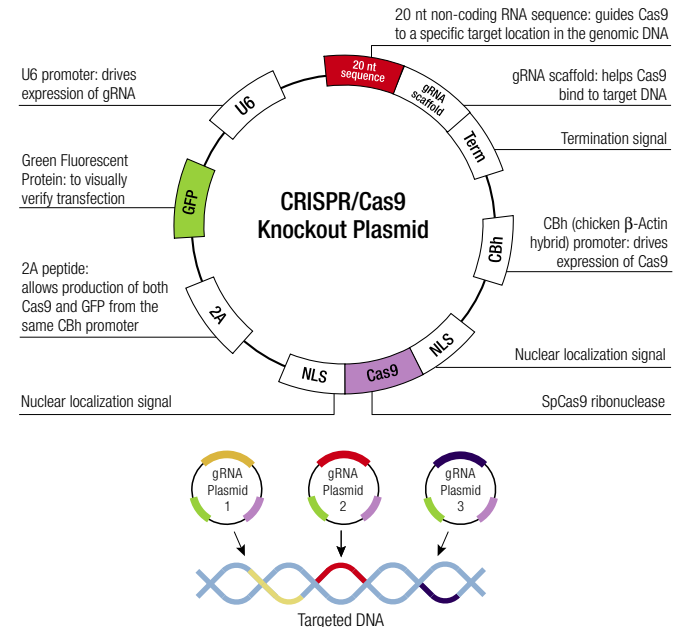 20 nt non-coding RNA sequence: guides Cas9
to a specific target location in the genomic DNA
U6 promoter: drives
expression of gRNA
gRNA scaffold: helps Cas9
bind to target DNA
Termination signal
Green Fluorescent
Protein: to visually
verify transfection
CBh (chicken β-Actin
hybrid) promoter: drives
expression of Cas9
2A peptide:
allows production of both
Cas9 and GFP from the
same CBh promoter
Nuclear localization signal
Nuclear localization signal
SpCas9 ribonuclease
20 nt
sequence
gRNA
scaffold
Term
CBh
NLS
Cas9
NLS
2A
GFP
U6
CRISPR/Cas9
Knockout Plasmid
gRNA
Plasmid
1
gRNA
Plasmid
2
gRNA
Plasmid
3
Targeted DNA